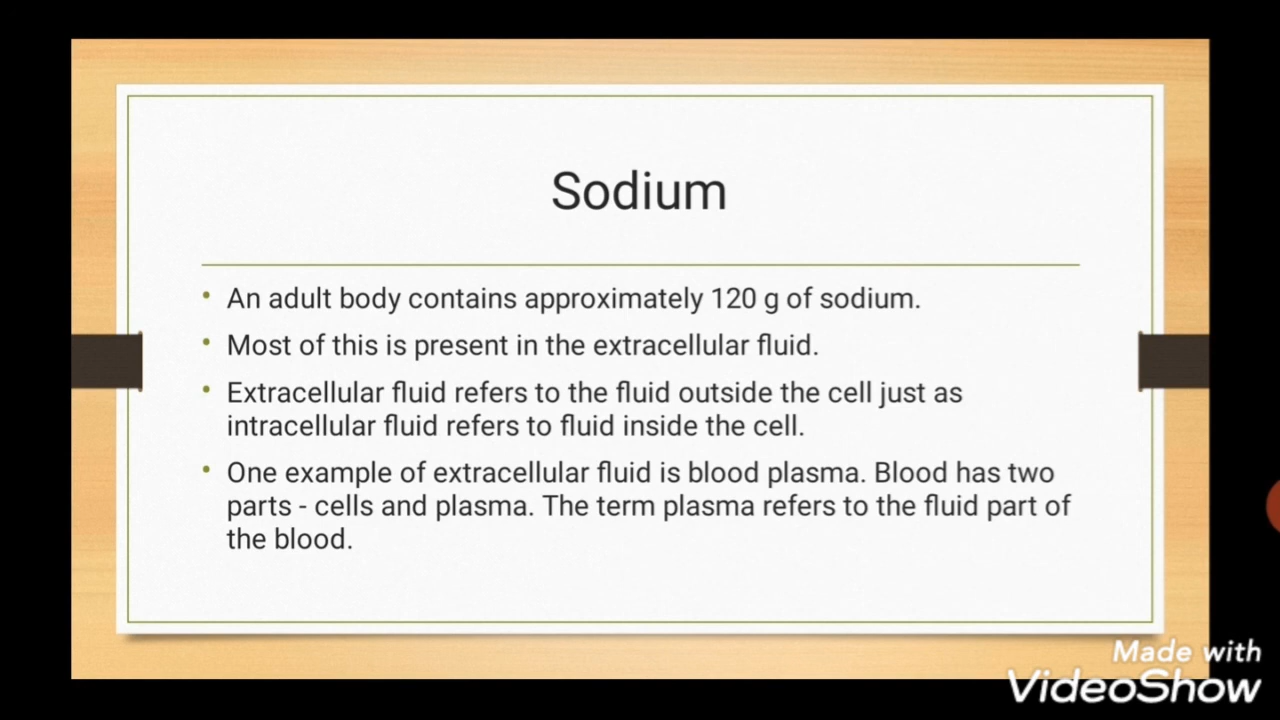 Sodium
• An adult body contains approximately 120 g of sodium.
• Most of this is present in the extracellular fluid.
• Extracellular fluid refers to the fluid outside the cell just as
intracellular fluid refers to fluid inside the cell.
• One example of extracellular fluid is blood plasma. Blood has two
parts - cells and plasma. The term plasma refers to the fluid part of
the blood.
Made with
VideoShow